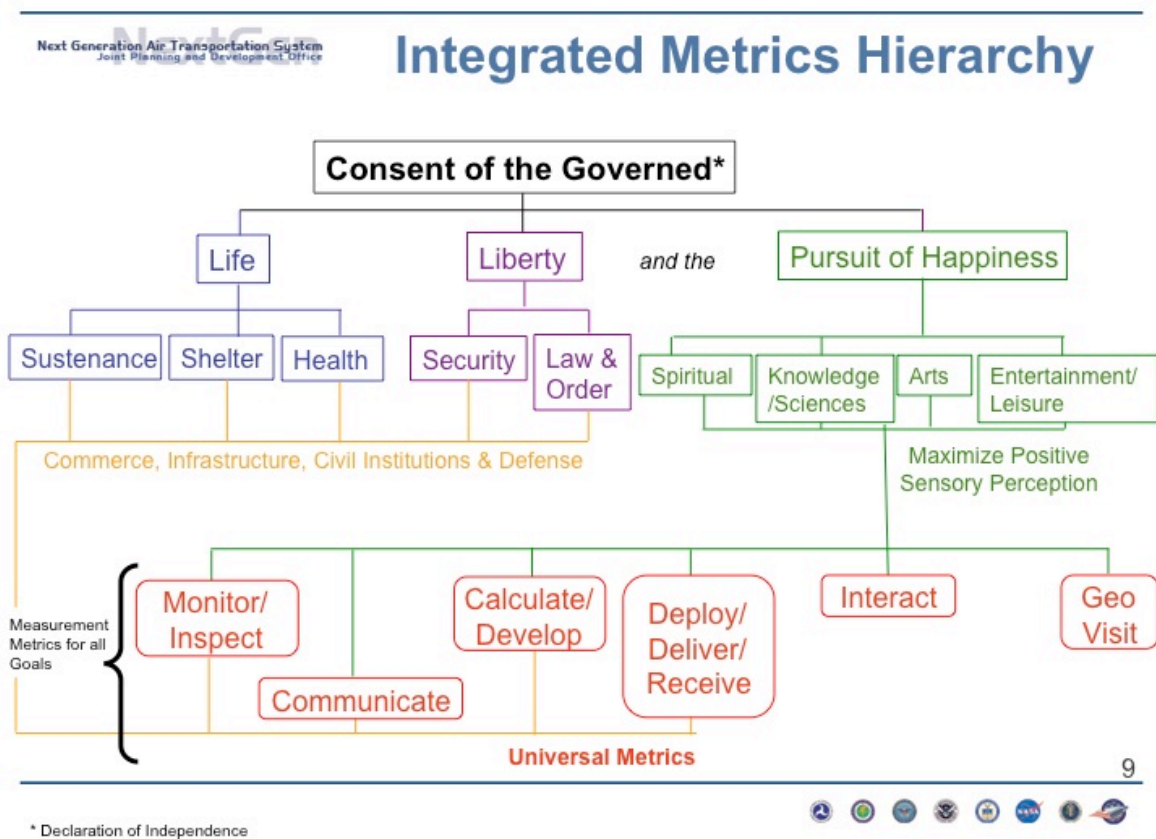 Next Generation Air Transportation System
NextGen
Joint Planning and Development Office
Integrated Metrics Hierarchy
Consent of the Governed*
Life
Liberty
and the
Pursuit of Happiness
Sustenance
Shelter
Health
Security
Law &
Order
Spiritual
Knowledge
/Sciences
Arts
Entertainment/
Leisure
Commerce, Infrastructure, Civil Institutions & Defense
Maximize Positive
Sensory Perception
Measurement
Metrics for all
Goals
Monitor/
Inspect
Communicate
Calculate/
Develop
Deploy/
Deliver/
Receive
Interact
Geo
Visit
Universal Metrics
9
* Declaration of Independence